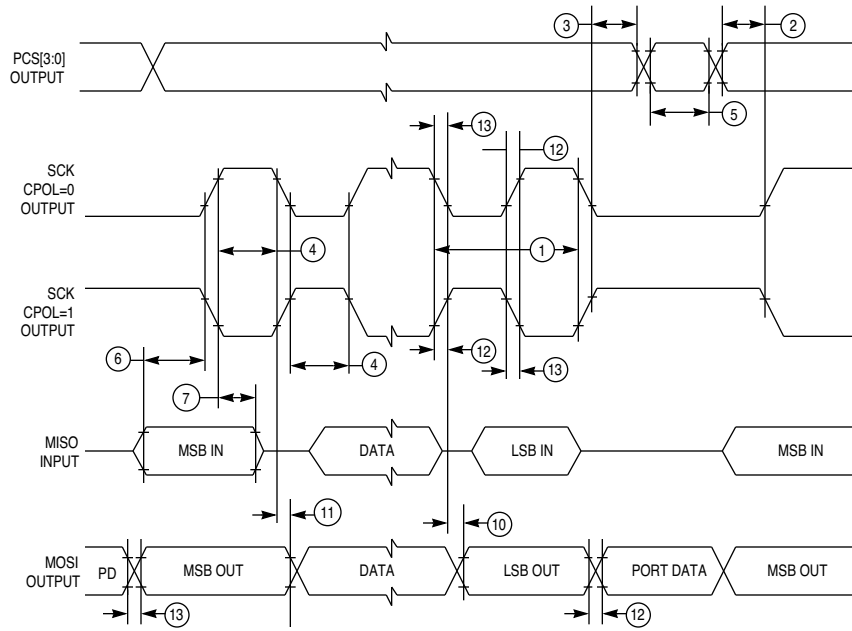 3
2
PCS[3:0]
OUTPUT
5
13
12
SCK
CPOL=0
OUTPUT
4
1
SCK
CPOL=1
OUTPUT
6
4
12
13
7
MISO
INPUT
MSB IN
DATA
LSB IN
MSB IN
11
10
MOSI
OUTPUT
PD
MSB OUT
DATA
LSB OUT
PORT DATA
MSB OUT
13
12